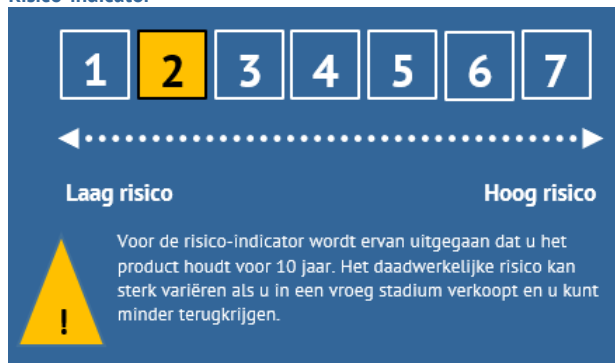 Risico-indicator
1 2 3 4 5 6 7
Laag risico Hoog risico
Voor de risico-indicator wordt ervan uitgegaan dat u het
product houdt voor 10 jaar. Het daadwerkelijke risico kan
sterk variëren als u in een vroeg stadium verkoopt en u kunt
minder terugkrijgen.
!